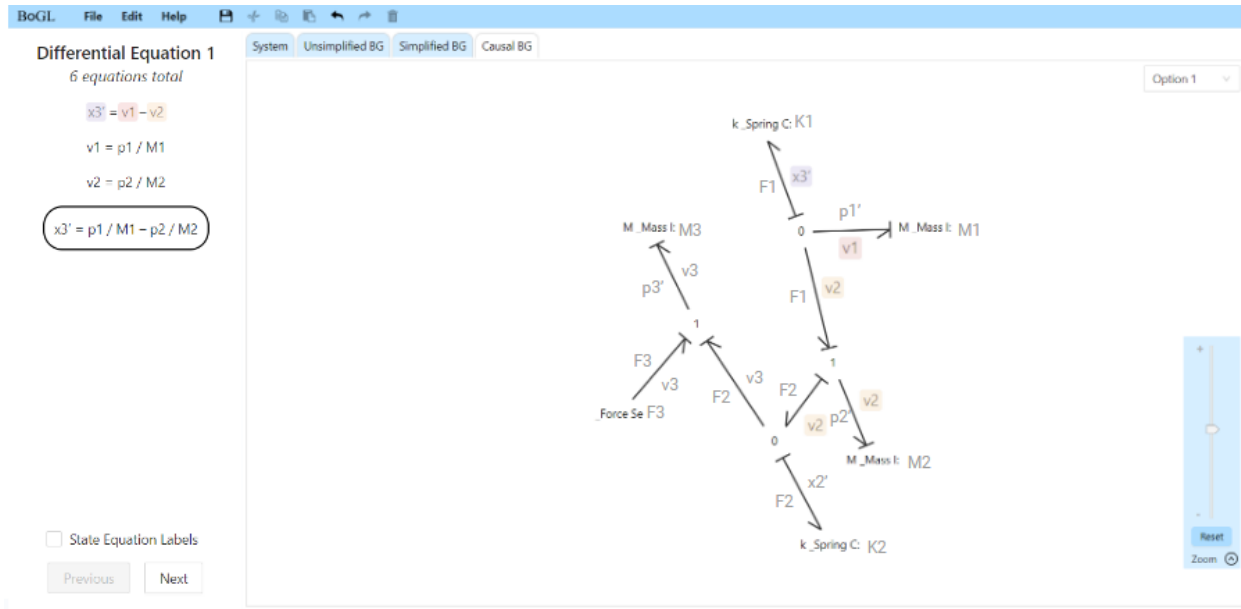 BoGL File Edit Help
System Unsimplified BG Simplified BG Causal BG
Differential Equation 1
6 equations total
x3' = v1 – v2
v1 = p1 / M1
v2 = p2 / M2
x3' = p1 / M1 – p2 / M2
State Equation Labels
Previous Next
Option 1
k _Spring C: K1
F1 x3'
p1'
M _Mass I: M3
0
M _Mass I: M1
v1
v3
p3'
F1 v2
1
1
F3
v3
v3
F2
F2
v2
v2 p2'
_Force Se F3
0
M _Mass I: M2
x2'
F2
k _Spring C: K2
+
-
Reset
Zoom